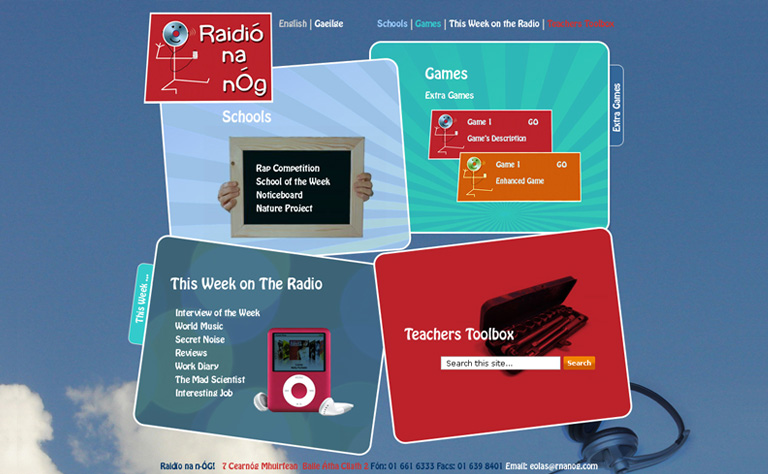 Raidió
na
nÓg
English | Gaeilge
Schools | Games | This Week on the Radio | Teachers Toolbox
Schools
Rap Competition
School of the Week
Noticeboard
Nature Project
Games
Extra Games
Game 1 GO
Game's Description
Game 1 GO
Enhanced Game
Extra Games
This Week ...
This Week on The Radio
Interview of the Week
World Music
Secret Noise
Reviews
Work Diary
The Mad Scientist
Interesting Job
Teachers Toolbox
Search this site... Search
Raidio na n-ÓG! 7 Cearnóg Mhuirfean Baile Átha Cliath 2 Fón: 01 661 6333 Facs: 01 639 8401 Email: eolas@rnanog.com